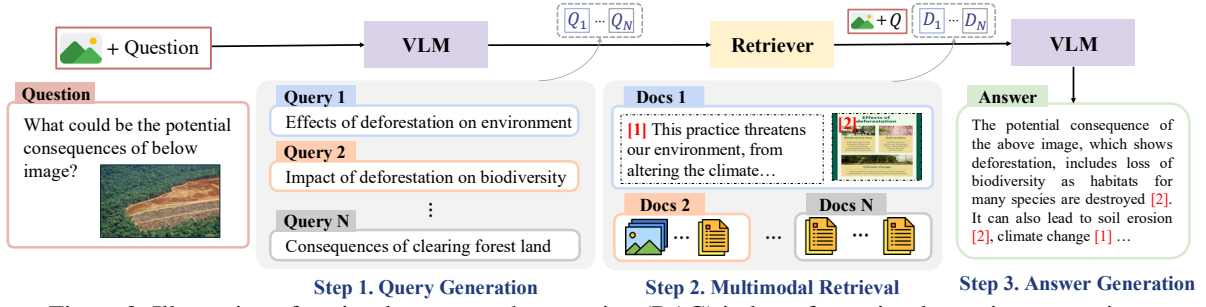 + Question
VLM
Q1 ... QN
Retriever
+ Q
D1 ... DN
VLM
Question
What could be the potential
consequences of below
image?
Query 1
Effects of deforestation on environment
Query 2
Impact of deforestation on biodiversity
⋮
Query N
Consequences of clearing forest land
Docs 1
[1] This practice threatens
our environment, from
altering the climate…
[2]
Effects of
deforestation
Docs 2
...
...
Docs N
...
Answer
The potential consequence of
the above image, which shows
deforestation, includes loss of
biodiversity as habitats for
many species are destroyed [2].
It can also lead to soil erosion
[2], climate change [1] …
Step 1. Query Generation
Step 2. Multimodal Retrieval
Step 3. Answer Generation